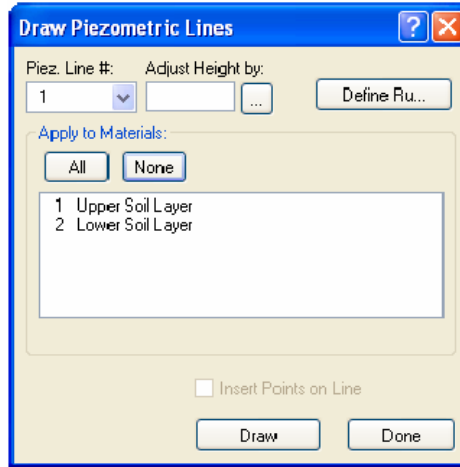 Draw Piezometric Lines
?
Piez. Line #: Adjust Height by:
1 ... Define Ru...
Apply to Materials:
All None
1 Upper Soil Layer
2 Lower Soil Layer
Insert Points on Line
Draw Done